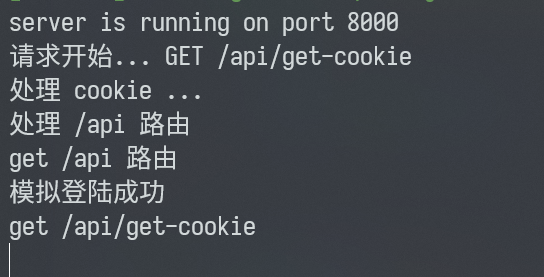 server is running on port 8000
请求开始... GET /api/get-cookie
处理 cookie ...
处理 /api 路由
get /api 路由
模拟登陆成功
get /api/get-cookie